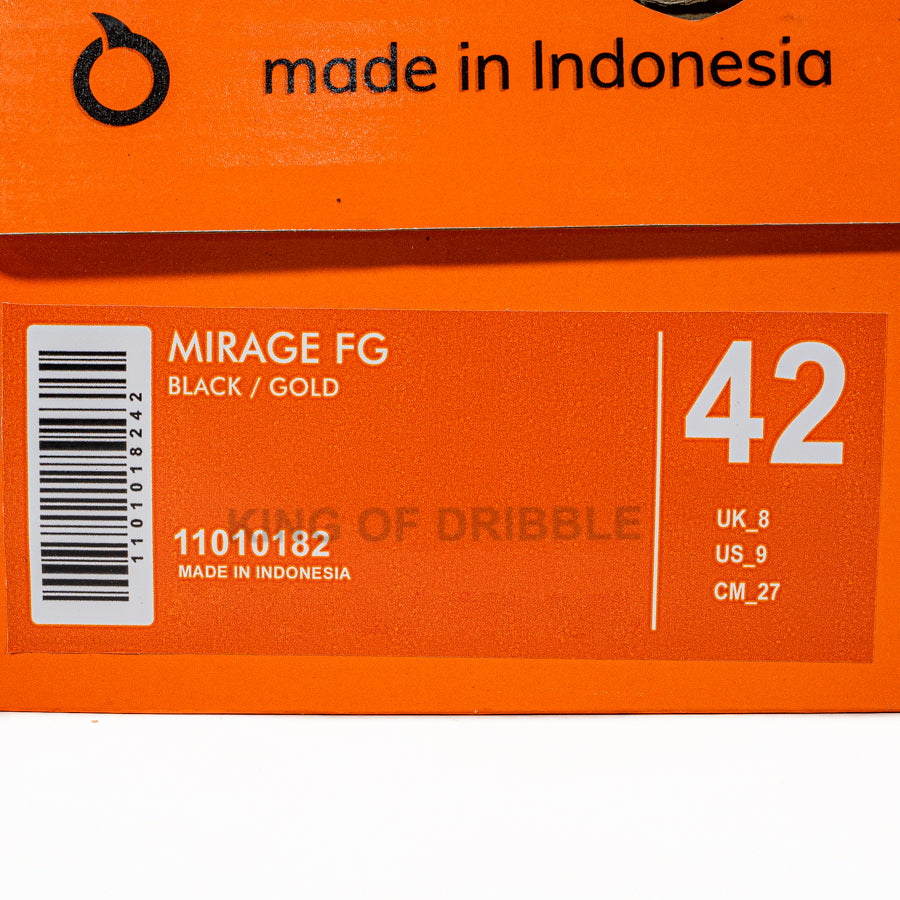 made in Indonesia
MIRAGE FG
BLACK / GOLD
42
1101018242
KING OF DRIBBLE
11010182
MADE IN INDONESIA
UK_8
US_9
CM_27